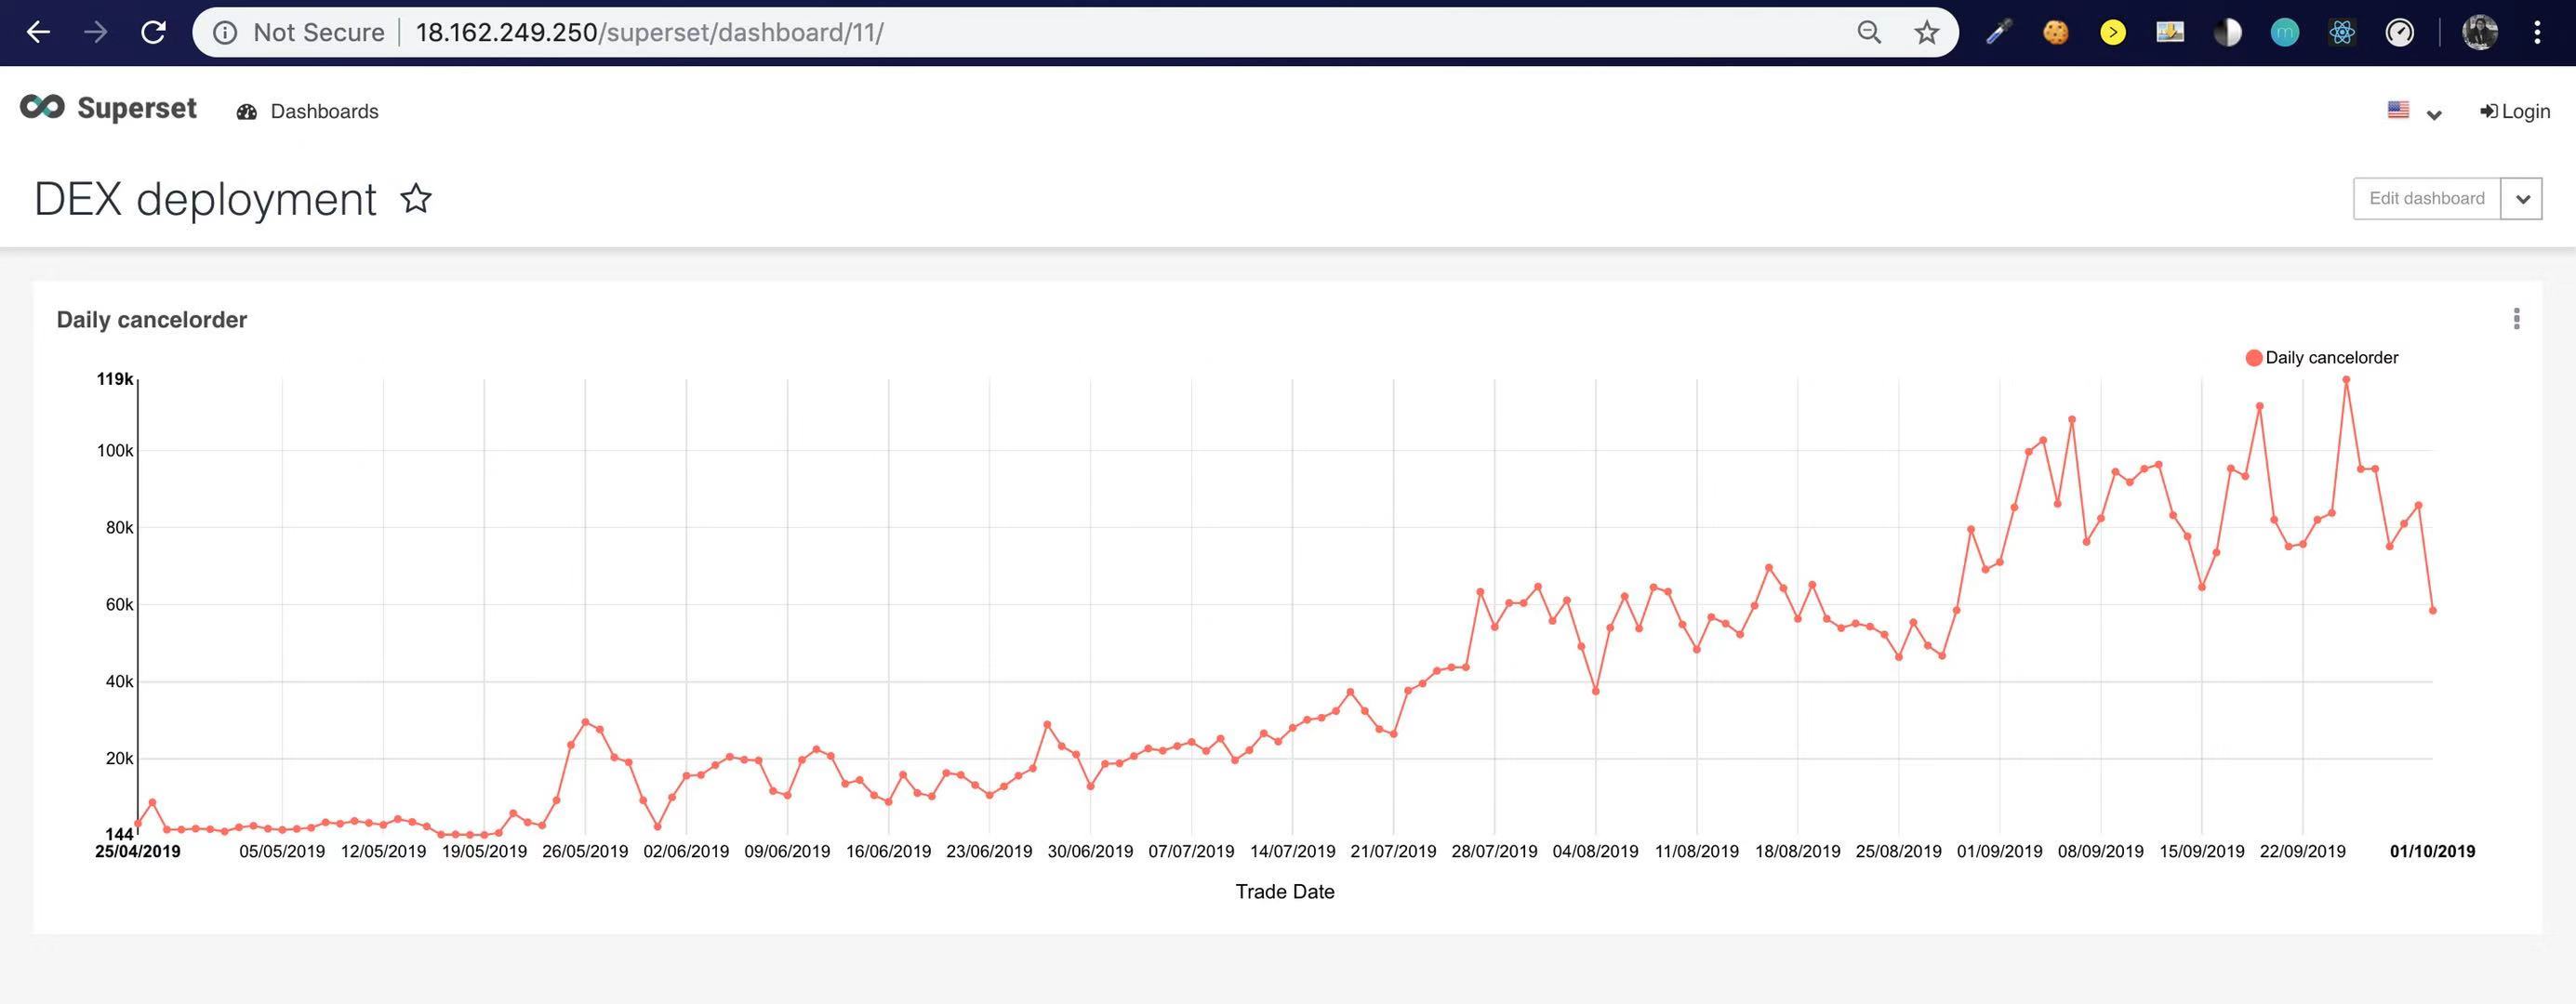 Not Secure 18.162.249.250/superset/dashboard/11/
Superset Dashboards Login
DEX deployment Edit dashboard
Daily cancelorder
Daily cancelorder
119k
100k
80k
60k
40k
20k
144
25/04/2019 05/05/2019 12/05/2019 19/05/2019 26/05/2019 02/06/2019 09/06/2019 16/06/2019 23/06/2019 30/06/2019 07/07/2019 14/07/2019 21/07/2019 28/07/2019 04/08/2019 11/08/2019 18/08/2019 25/08/2019 01/09/2019 08/09/2019 15/09/2019 22/09/2019 01/10/2019
Trade Date